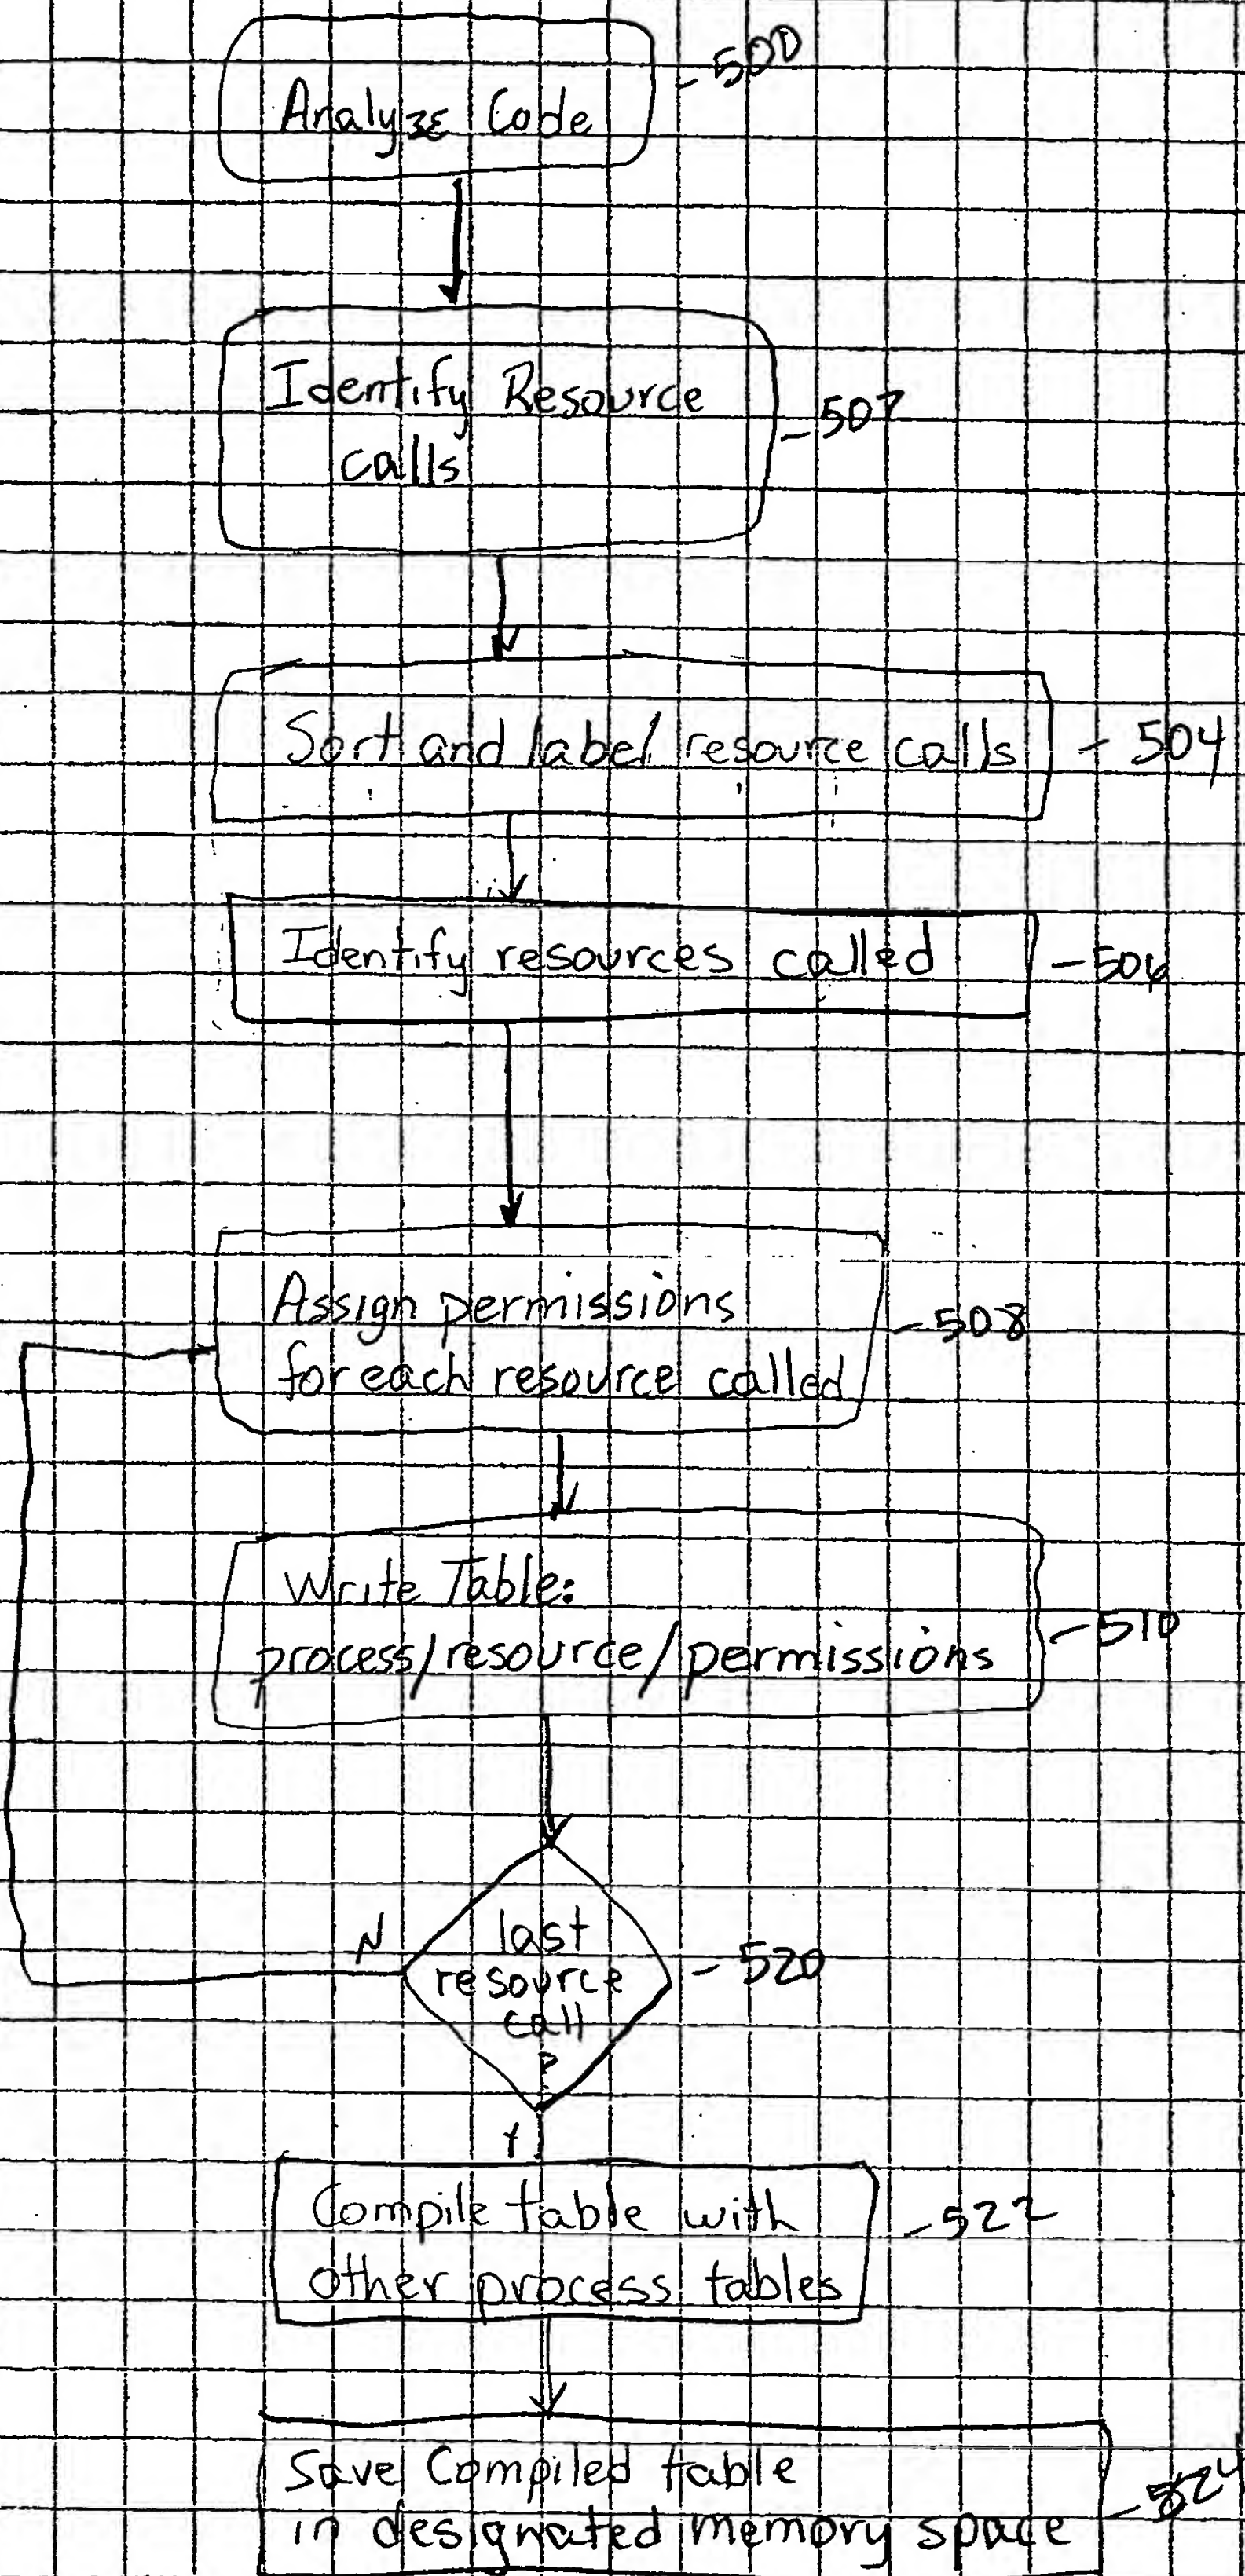 Analyze Code
-500
Identify Resource
calls
-502
Sort and label resource calls
-504
Identify resources called
-506
Assign permissions
for each resource called
-508
Write Table:
process/resource/permissions
-510
N
last
resource
call
?
-520
Y
Compile table with
other process tables
-522
Save Compiled table
in designated memory space
-524